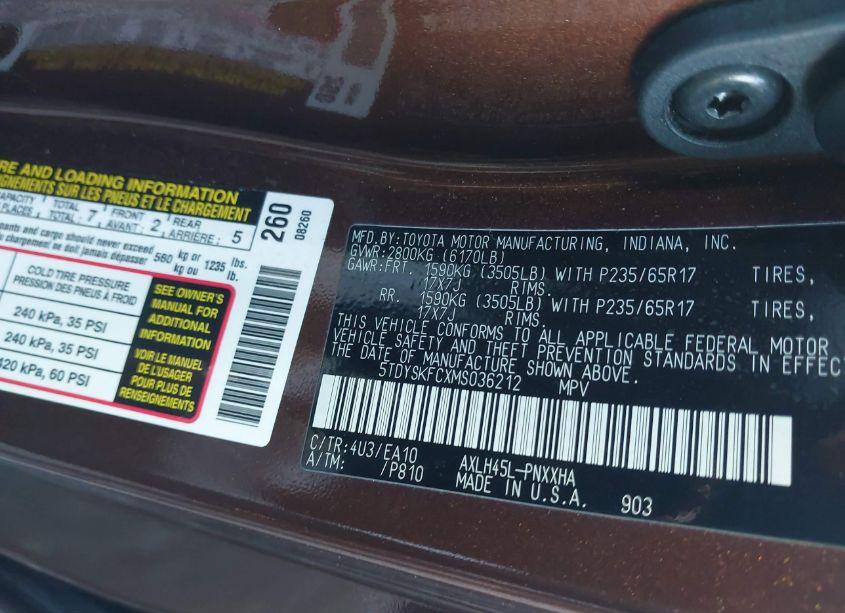 RE AND LOADING INFORMATION
GNEMENTS SUR LES PNEUS ET LE CHARGEMENT
CAPACITY TOTAL 7 FRONT 2 REAR 5
PLACES TOTAL: AVANT: ARRIÈRE:
ants and cargo should never exceed 560 kg or 1235 lbs.
rgement ne doit jamais dépasser kg ou lb.
COLD TIRE PRESSURE
PRESSION DES PNEUS À FROID
240 kPa, 35 PSI
240 kPa, 35 PSI
420 kPa, 60 PSI
SEE OWNER'S
MANUAL FOR
ADDITIONAL
INFORMATION
VOIR LE MANUEL
DE L'USAGER
POUR PLUS DE
RENSEIGNEMENTS
260
08260
MFD.BY:TOYOTA MOTOR MANUFACTURING, INDIANA, INC.
GVWR:2800KG (6170LB)
GAWR:FRT. 1590KG (3505LB) WITH P235/65R17 TIRES,
17X7J RIMS.
RR. 1590KG (3505LB) WITH P235/65R17 TIRES,
17X7J RIMS.
THIS VEHICLE CONFORMS TO ALL APPLICABLE FEDERAL MOTOR
VEHICLE SAFETY AND THEFT PREVENTION STANDARDS IN EFFEC
THE DATE OF MANUFACTURE SHOWN ABOVE.
5TDYSKFCXMS036212 MPV
C/TR:4U3/EA10 AXLH45L-PNXXHA
A/TM: /P810 MADE IN U.S.A. 903